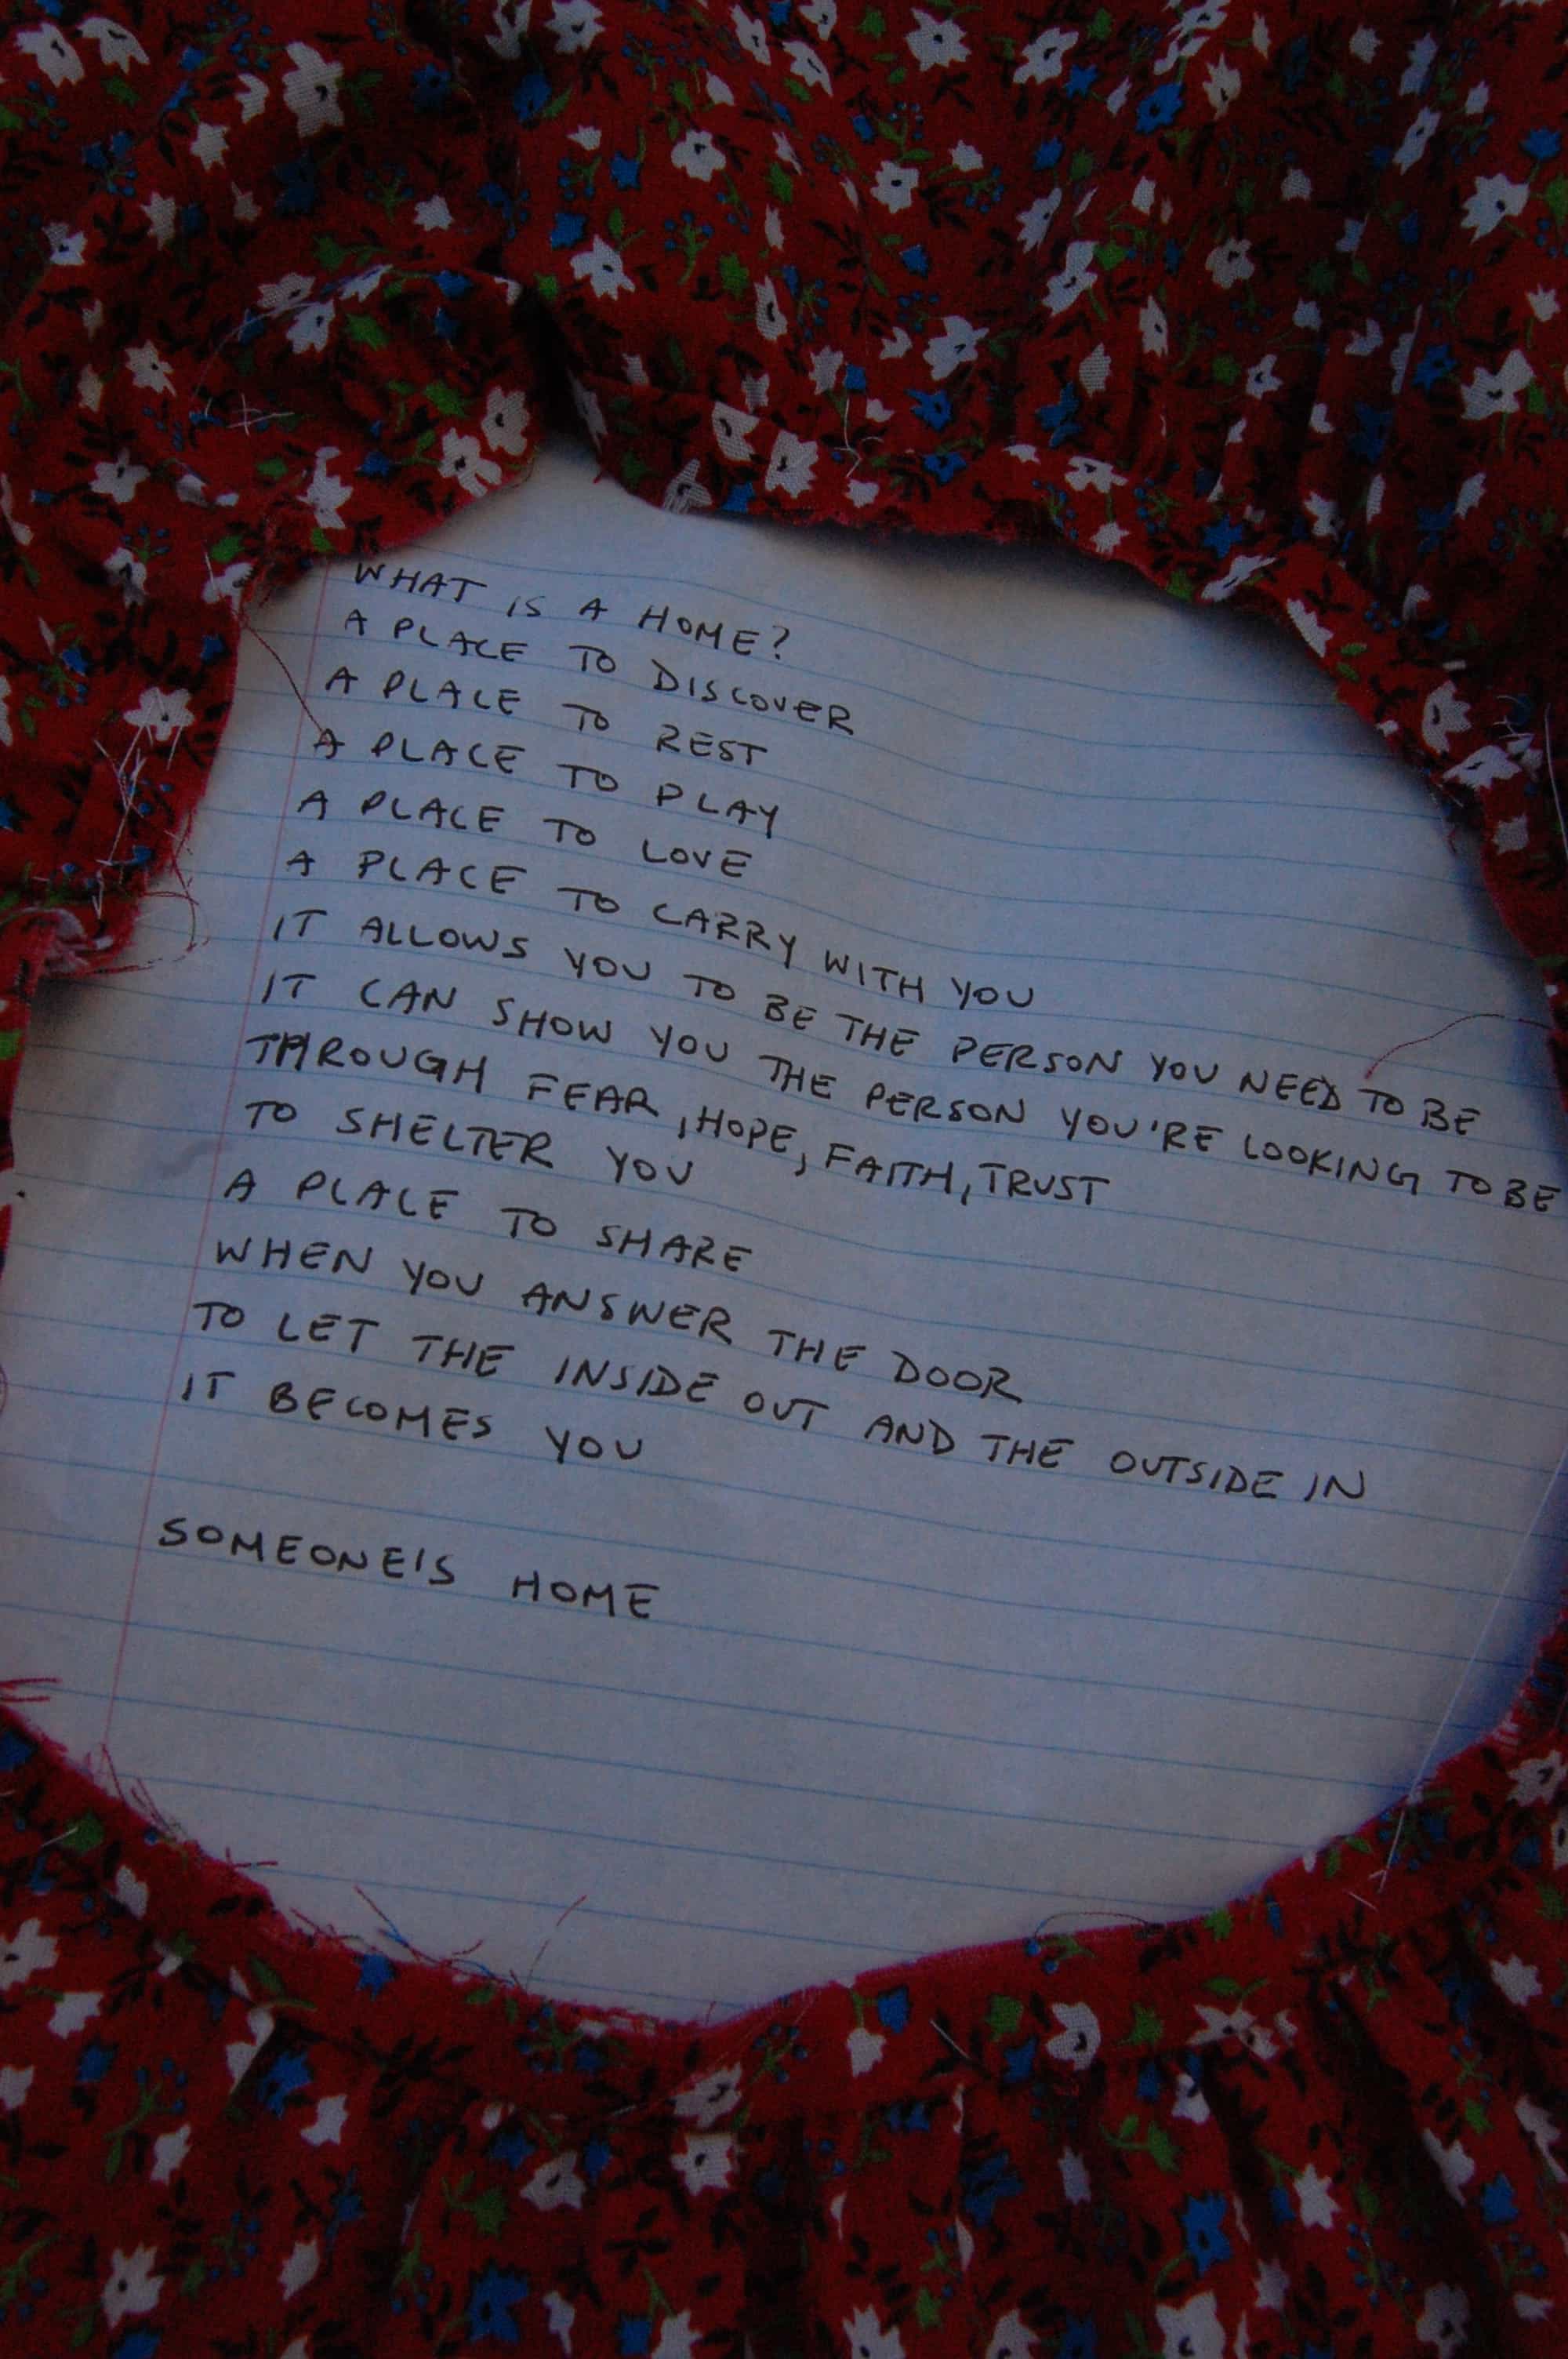 WHAT IS A HOME?
A PLACE TO DISCOVER
A PLACE TO REST
A PLACE TO PLAY
A PLACE TO LOVE
A PLACE TO CARRY WITH YOU
IT ALLOWS YOU TO BE THE PERSON YOU NEED TO BE
IT CAN SHOW YOU THE PERSON YOU'RE LOOKING TO BE
THROUGH FEAR, HOPE, FAITH, TRUST
TO SHELTER YOU
A PLACE TO SHARE
WHEN YOU ANSWER THE DOOR
TO LET THE INSIDE OUT AND THE OUTSIDE IN
IT BECOMES YOU
SOMEONE'S HOME